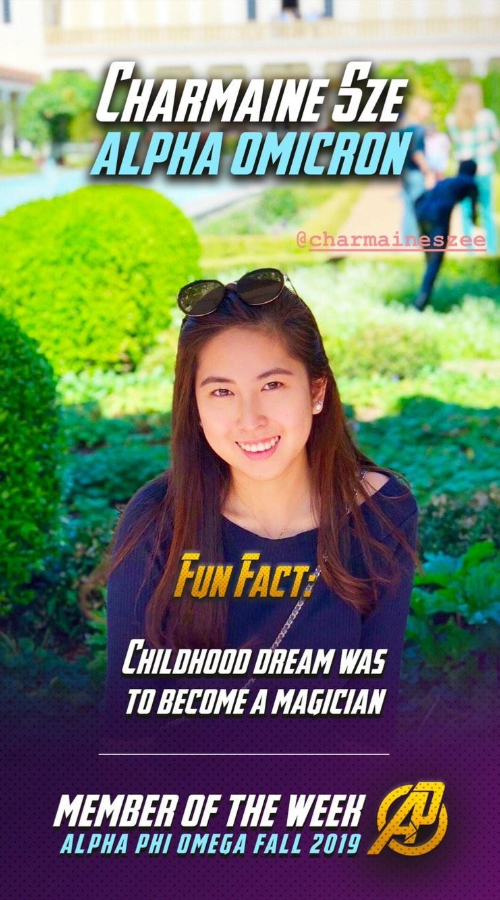 CHARMAINE SZE
ALPHA OMICRON
@charmaineszee
FUN FACT:
CHILDHOOD DREAM WAS
TO BECOME A MAGICIAN
MEMBER OF THE WEEK
ALPHA PHI OMEGA FALL 2019